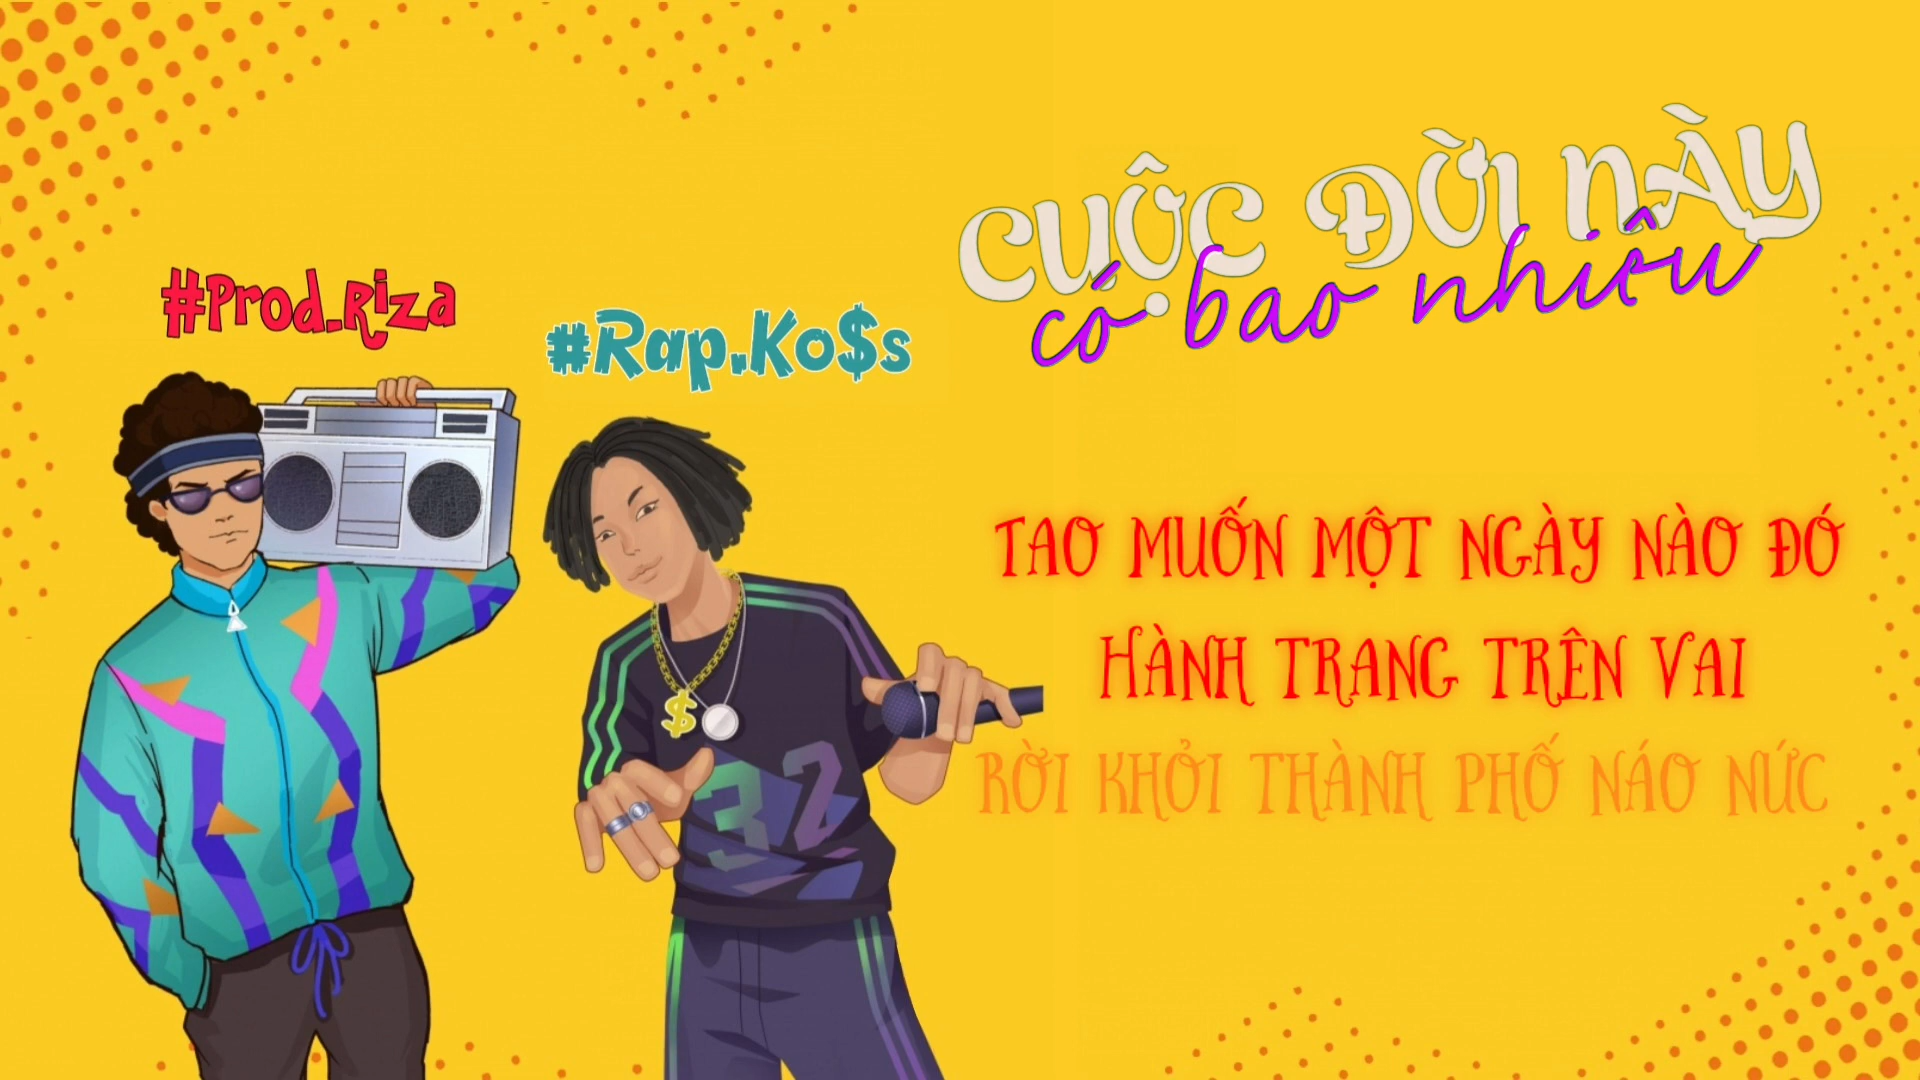 #Prod.Riza
#Rap.Ko$s
CUỘC ĐỜI NÀY
có bao nhiêu
TAO MUỐN MỘT NGÀY NÀO ĐÓ
HÀNH TRANG TRÊN VAI
RỜI KHỎI THÀNH PHỐ NÁO NỨC
$
32